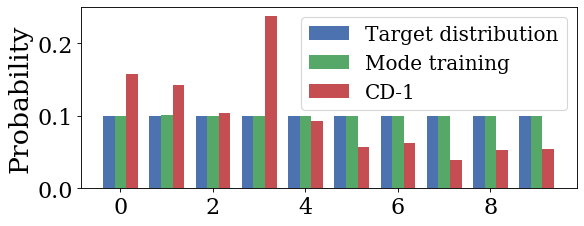 Probability
0.2
0.1
0.0
0 2 4 6 8
Target distribution
Mode training
CD-1